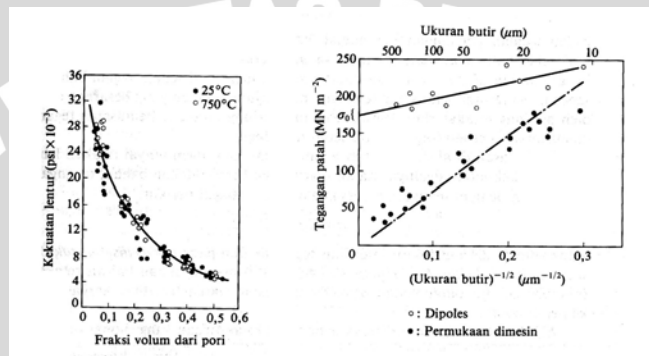 Kekuatan lentur (psi×10⁻³)
36
32
28
24
20
16
12
8
4
0
25°C
750°C
0 0,1 0,2 0,3 0,4 0,5 0,6
Fraksi volum dari pori
Ukuran butir (μm)
500 100 50 20 10
Tegangan patah (MN m⁻²)
250
200
σ₀
150
100
50
0 0,1 0,2 0,3
(Ukuran butir)⁻¹/² (μm⁻¹/²)
○ : Dipoles
● : Permukaan dimesin